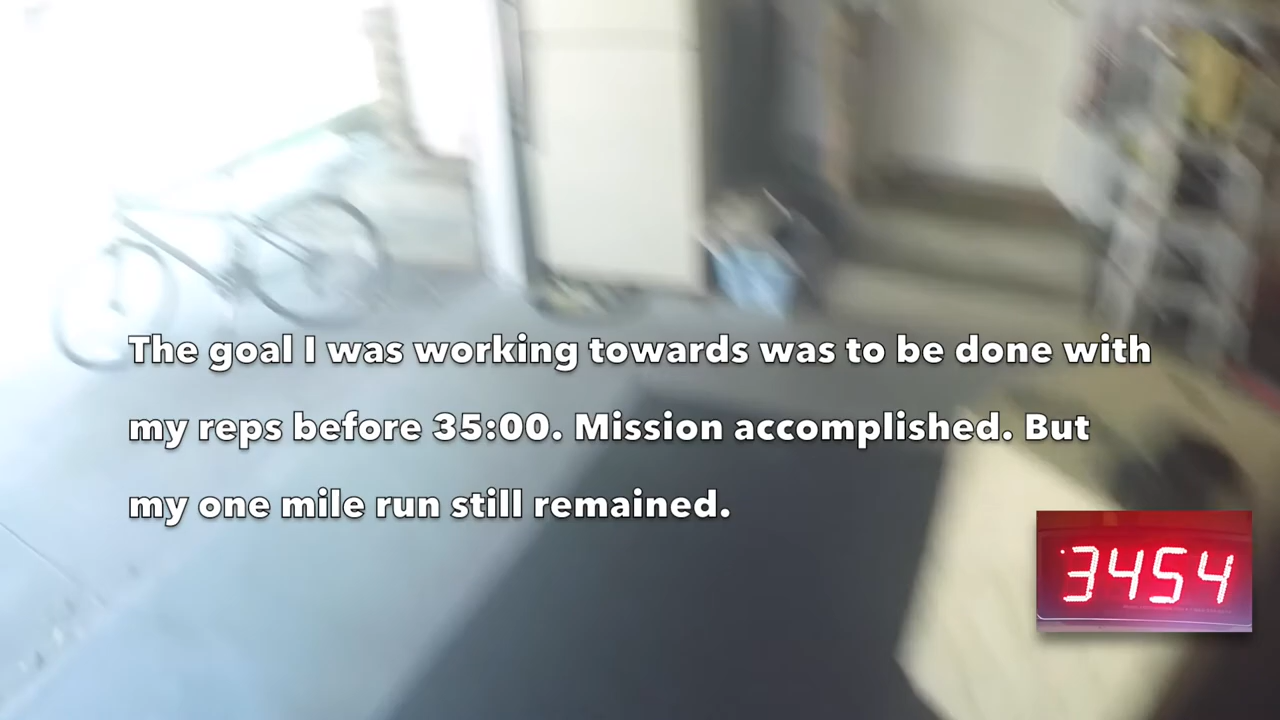 The goal I was working towards was to be done with
my reps before 35:00. Mission accomplished. But
my one mile run still remained.
3454